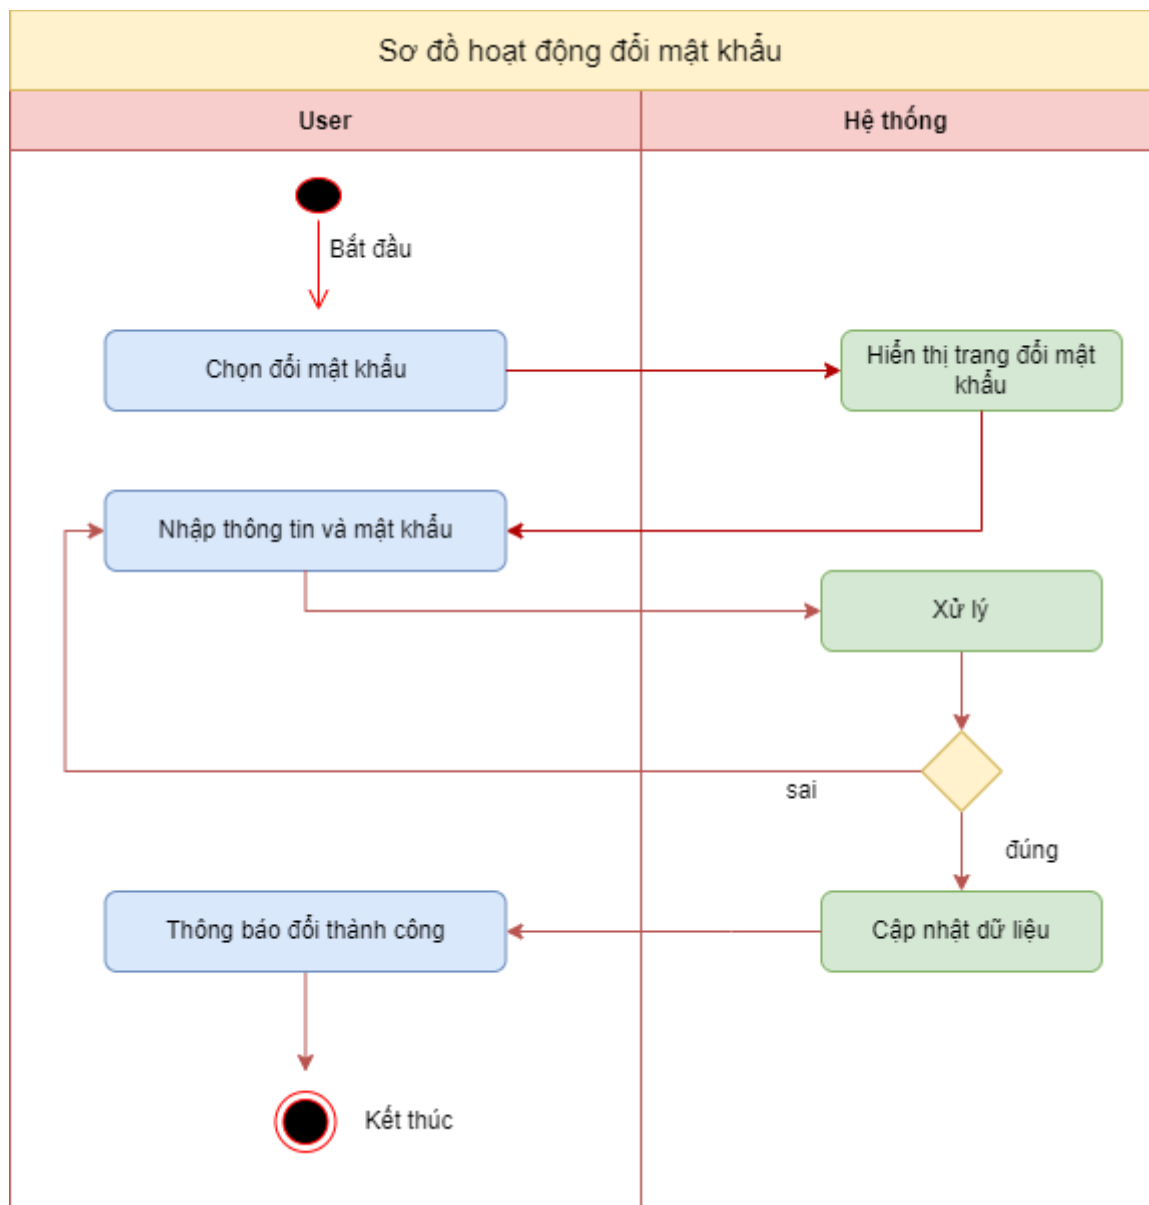 Sơ đồ hoạt động đổi mật khẩu
User
Hệ thống
Bắt đầu
Chọn đổi mật khẩu
Hiển thị trang đổi mật
khẩu
Nhập thông tin và mật khẩu
Xử lý
sai
đúng
Thông báo đổi thành công
Cập nhật dữ liệu
Kết thúc